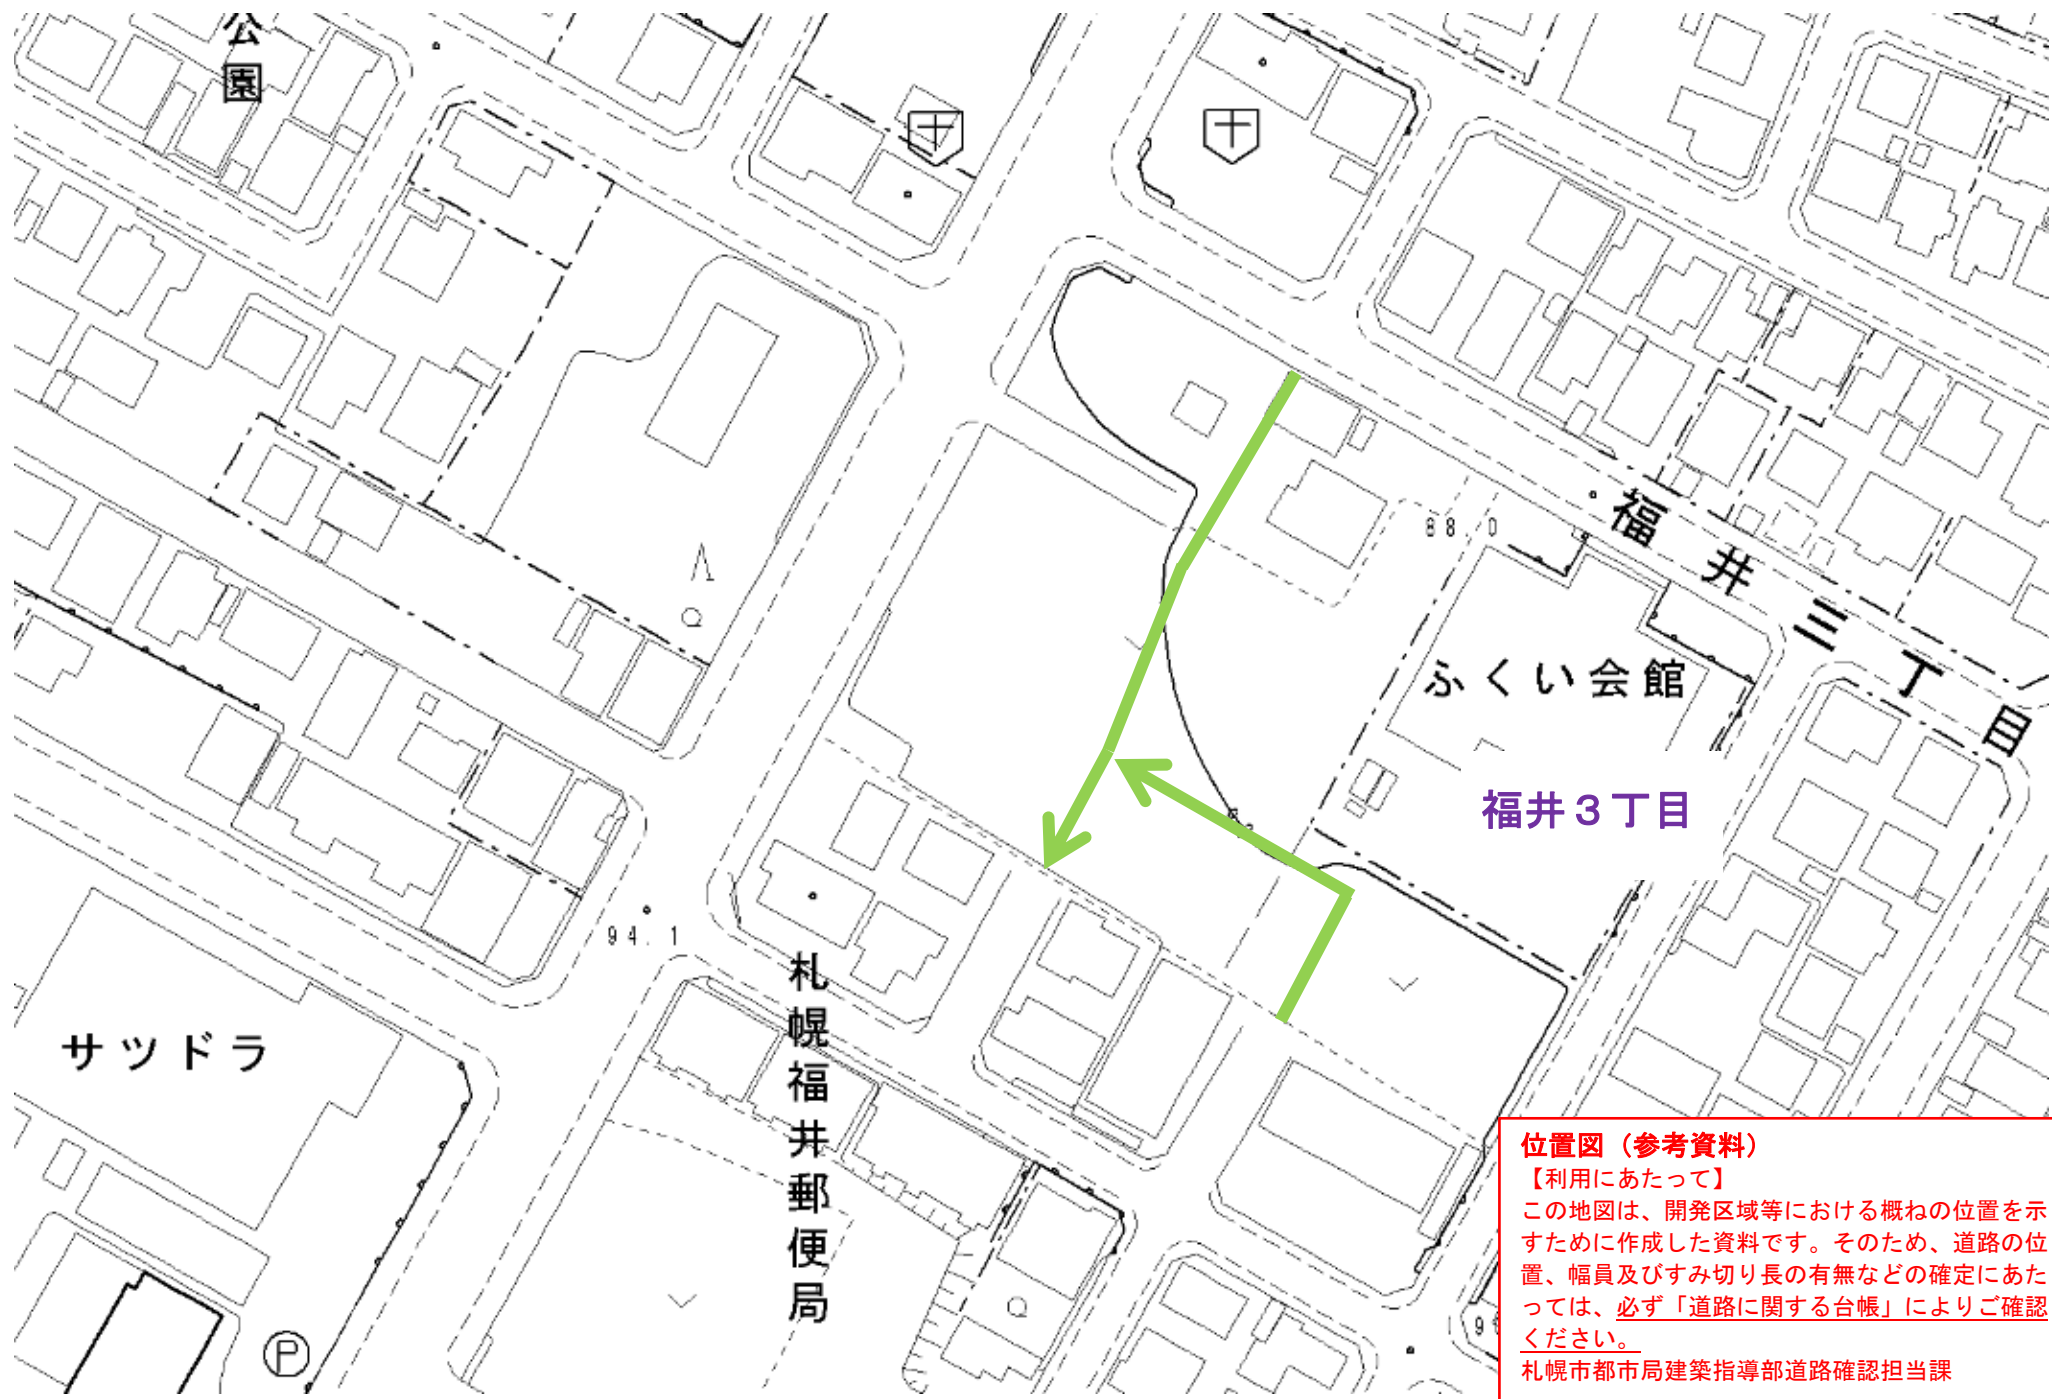 公園
88.0
福井三丁目
ふくい会館
福井３丁目
94.1
札幌福井郵便局
サツドラ
P
位置図（参考資料）
【利用にあたって】
この地図は、開発区域等における概ねの位置を示
すために作成した資料です。そのため、道路の位
置、幅員及びすみ切り長の有無などの確定にあた
っては、必ず「道路に関する台帳」によりご確認
ください。
札幌市都市局建築指導部道路確認担当課